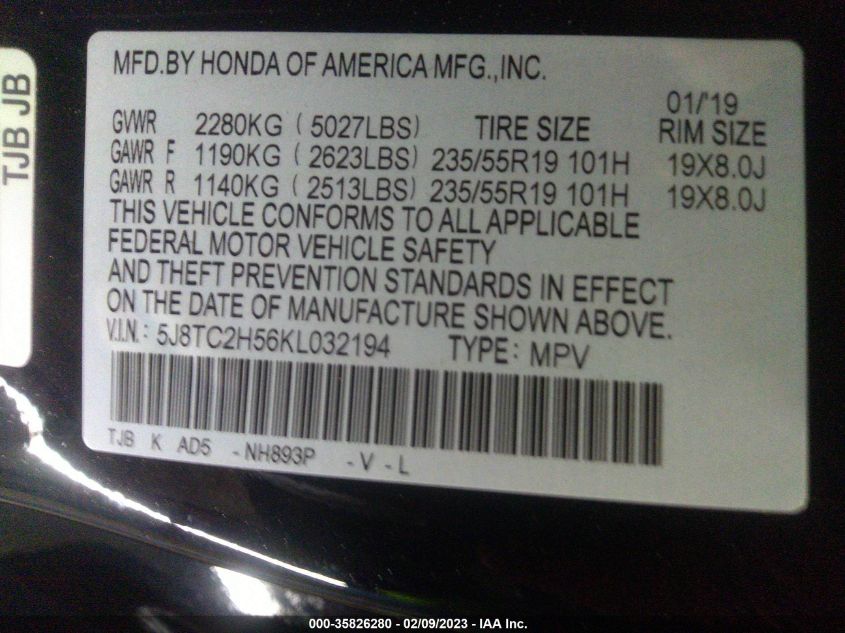 TJB JB
MFD.BY HONDA OF AMERICA MFG.,INC.
01/'19
GVWR 2280KG ( 5027LBS) TIRE SIZE RIM SIZE
GAWR F 1190KG ( 2623LBS) 235/55R19 101H 19X8.0J
GAWR R 1140KG ( 2513LBS) 235/55R19 101H 19X8.0J
THIS VEHICLE CONFORMS TO ALL APPLICABLE
FEDERAL MOTOR VEHICLE SAFETY
AND THEFT PREVENTION STANDARDS IN EFFECT
ON THE DATE OF MANUFACTURE SHOWN ABOVE.
V.I.N.: 5J8TC2H56KL032194 TYPE: MPV
TJB K AD5 -NH893P -V-L
000-35826280 - 02/09/2023 - IAA Inc.